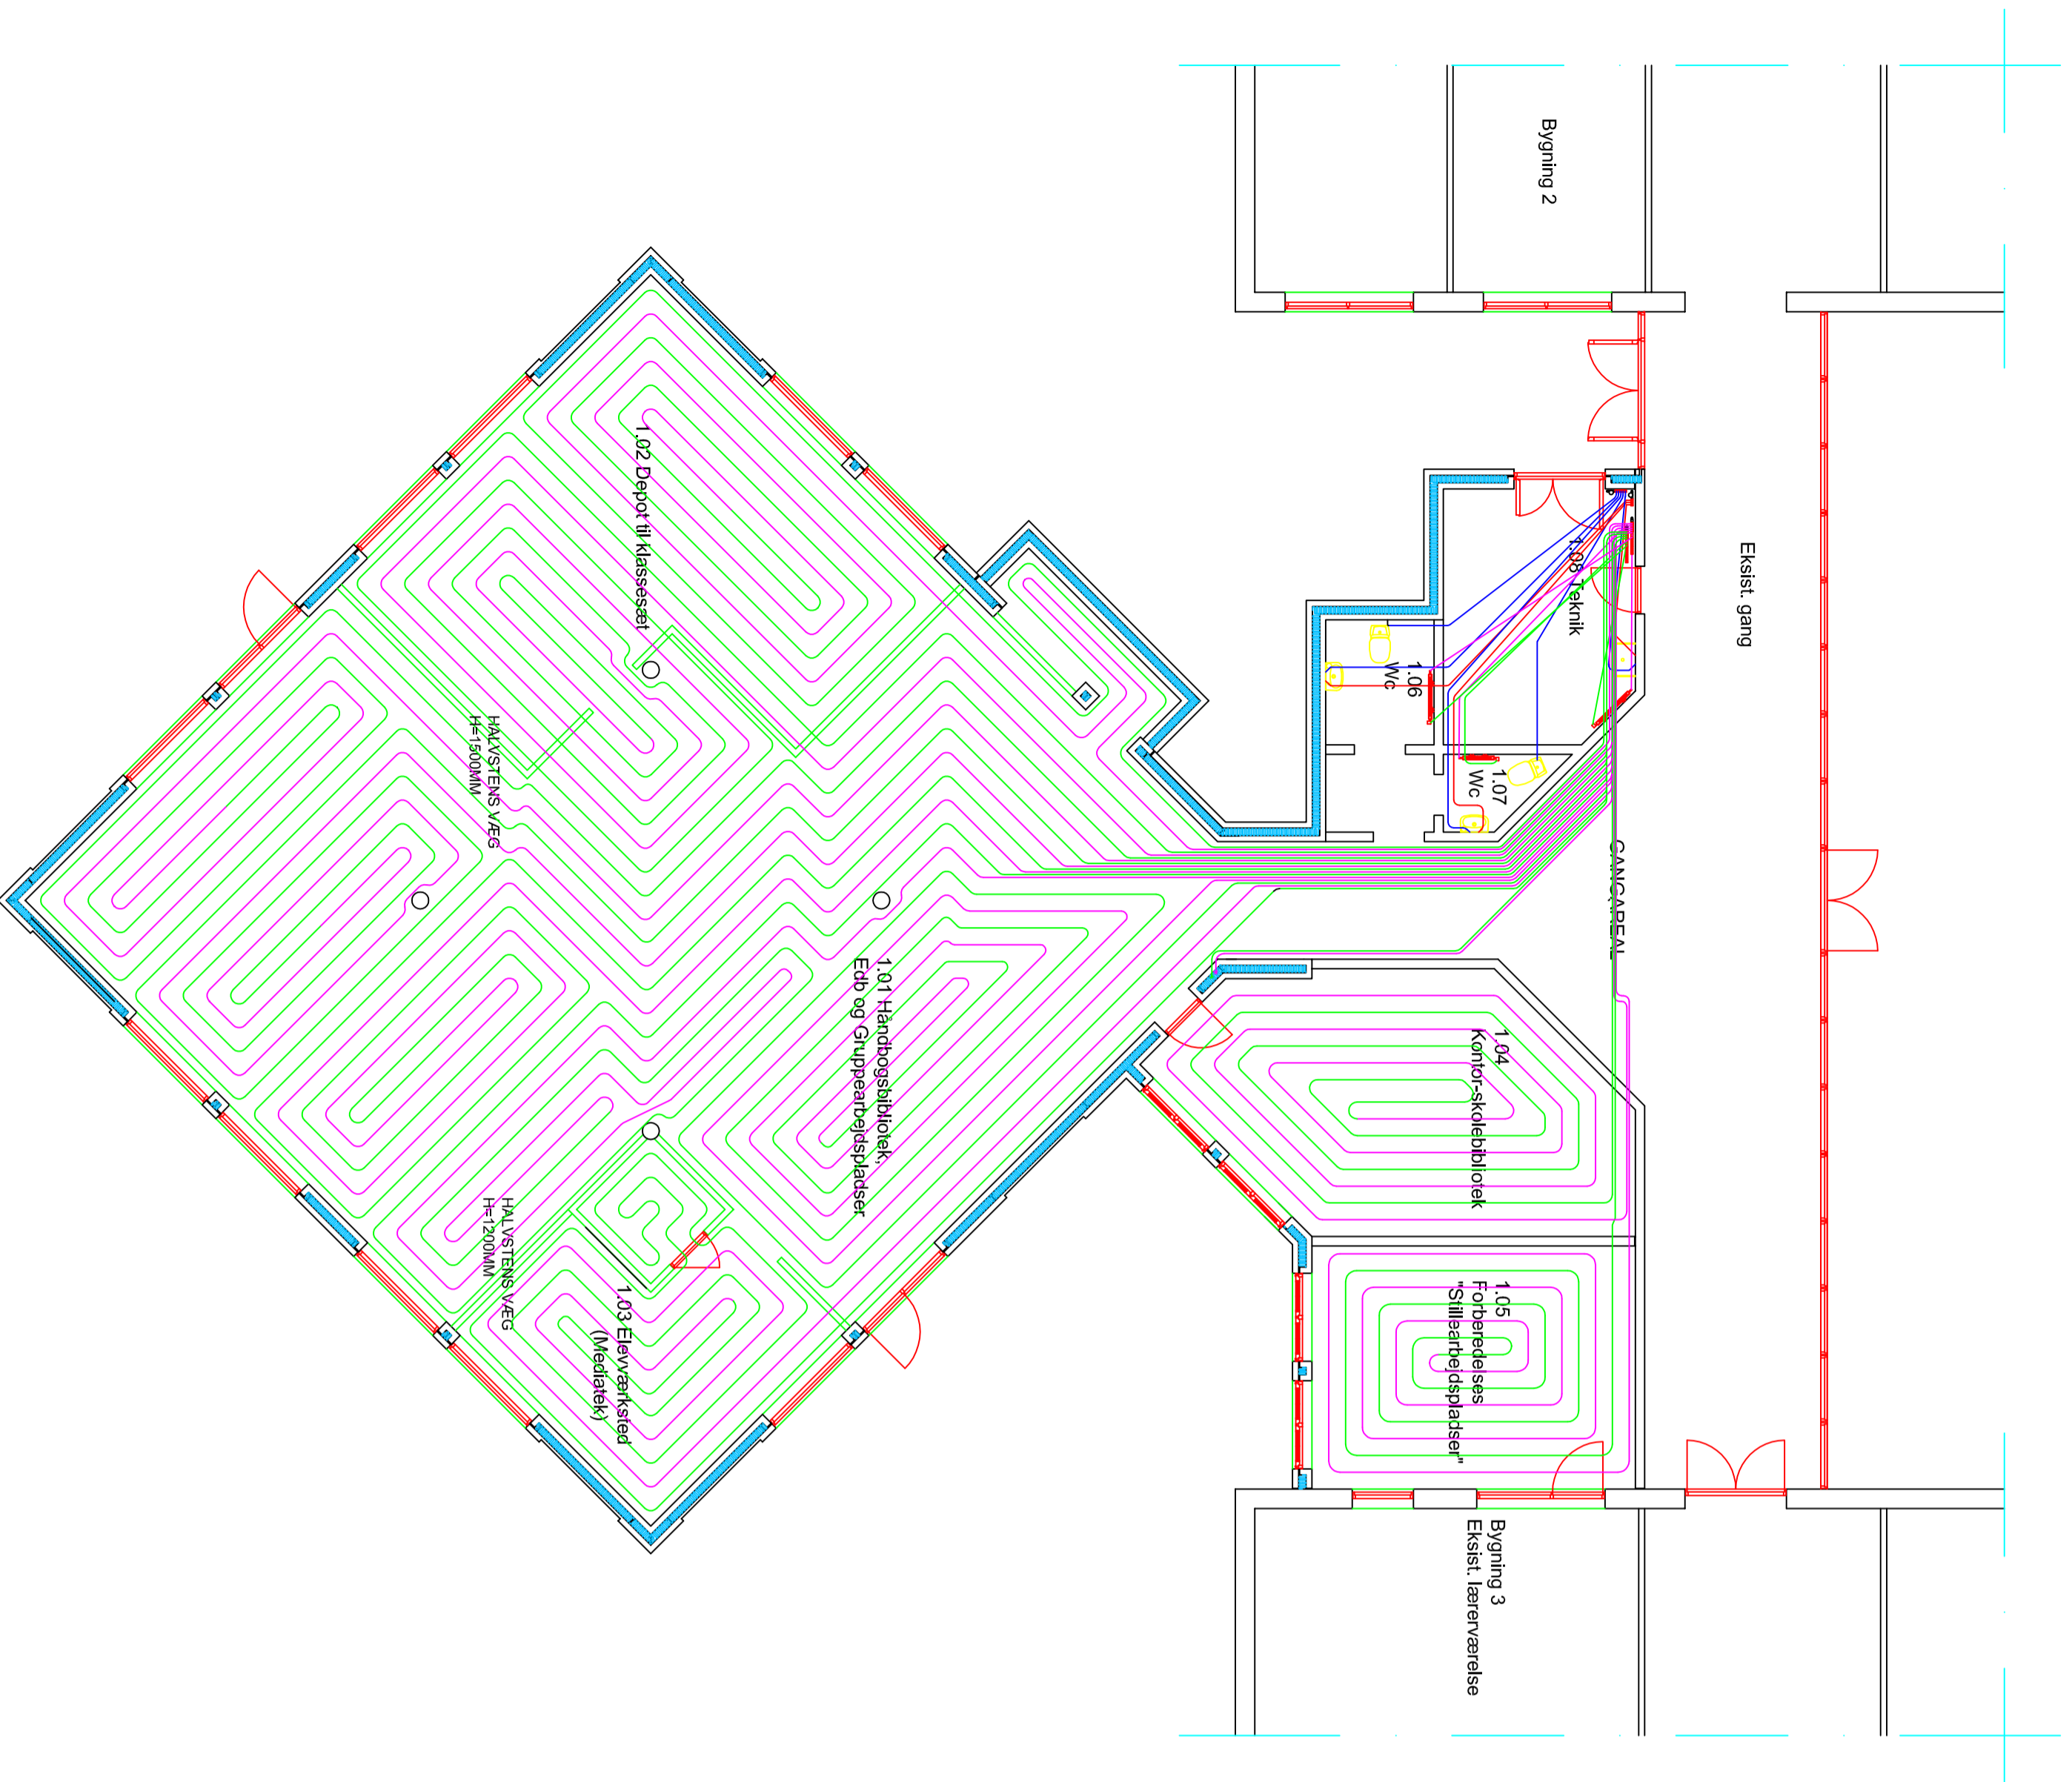 Bygning 2
Eksist. gang
1.08 Teknik
1.06
Wc
1.07
Wc
GANGAREAL
1.02 Depot til klassesæt
HALVSTENS VÆG
H=1500MM
1.01 Håndbogsbibliotek,
Edb og Gruppearbejdspladser
1.04
Kontor-skolebibliotek
1.05
Forberedelses
"Stillearbejdspladser"
HALVSTENS VÆG
H=1200MM
1.03 Elevværksted
(Mediatek)
Bygning 3
Eksist. lærerværelse